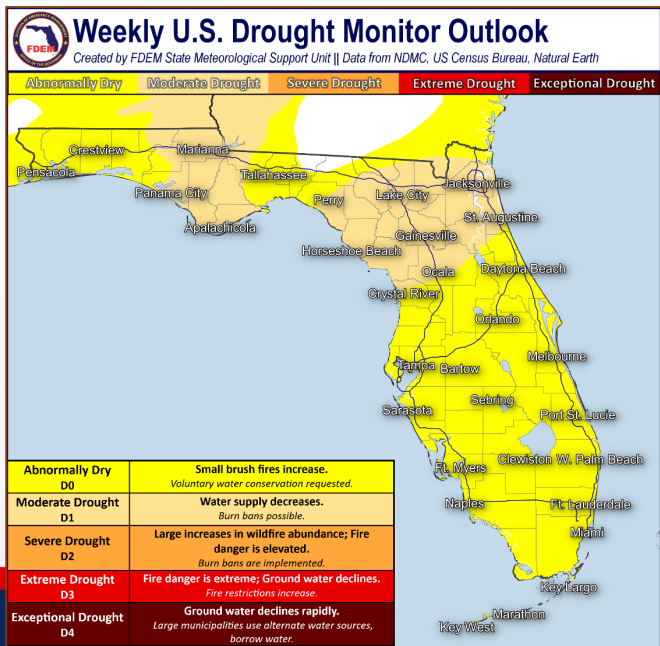 Weekly U.S. Drought Monitor Outlook
Created by FDEM State Meteorological Support Unit || Data from NDMC, US Census Bureau, Natural Earth
FDEM
Abnormally Dry Moderate Drought Severe Drought Extreme Drought Exceptional Drought
Crestview
Marianna
Pensacola
Tallahassee
Jacksonville
Panama City
Perry
Lake City
St. Augustine
Apalachicola
Gainesville
Horseshoe Beach
Ocala
Daytona Beach
Crystal River
Orlando
Melbourne
Tampa
Bartow
Sebring
Sarasota
Port St. Lucie
Clewiston
W. Palm Beach
Ft. Myers
Naples
Ft. Lauderdale
Miami
Key Largo
Marathon
Key West
Abnormally Dry
D0
Small brush fires increase.
Voluntary water conservation requested.
Moderate Drought
D1
Water supply decreases.
Burn bans possible.
Severe Drought
D2
Large increases in wildfire abundance; Fire
danger is elevated.
Burn bans are implemented.
Extreme Drought
D3
Fire danger is extreme; Ground water declines.
Fire restrictions increase.
Exceptional Drought
D4
Ground water declines rapidly.
Large municipalities use alternate water sources,
borrow water.